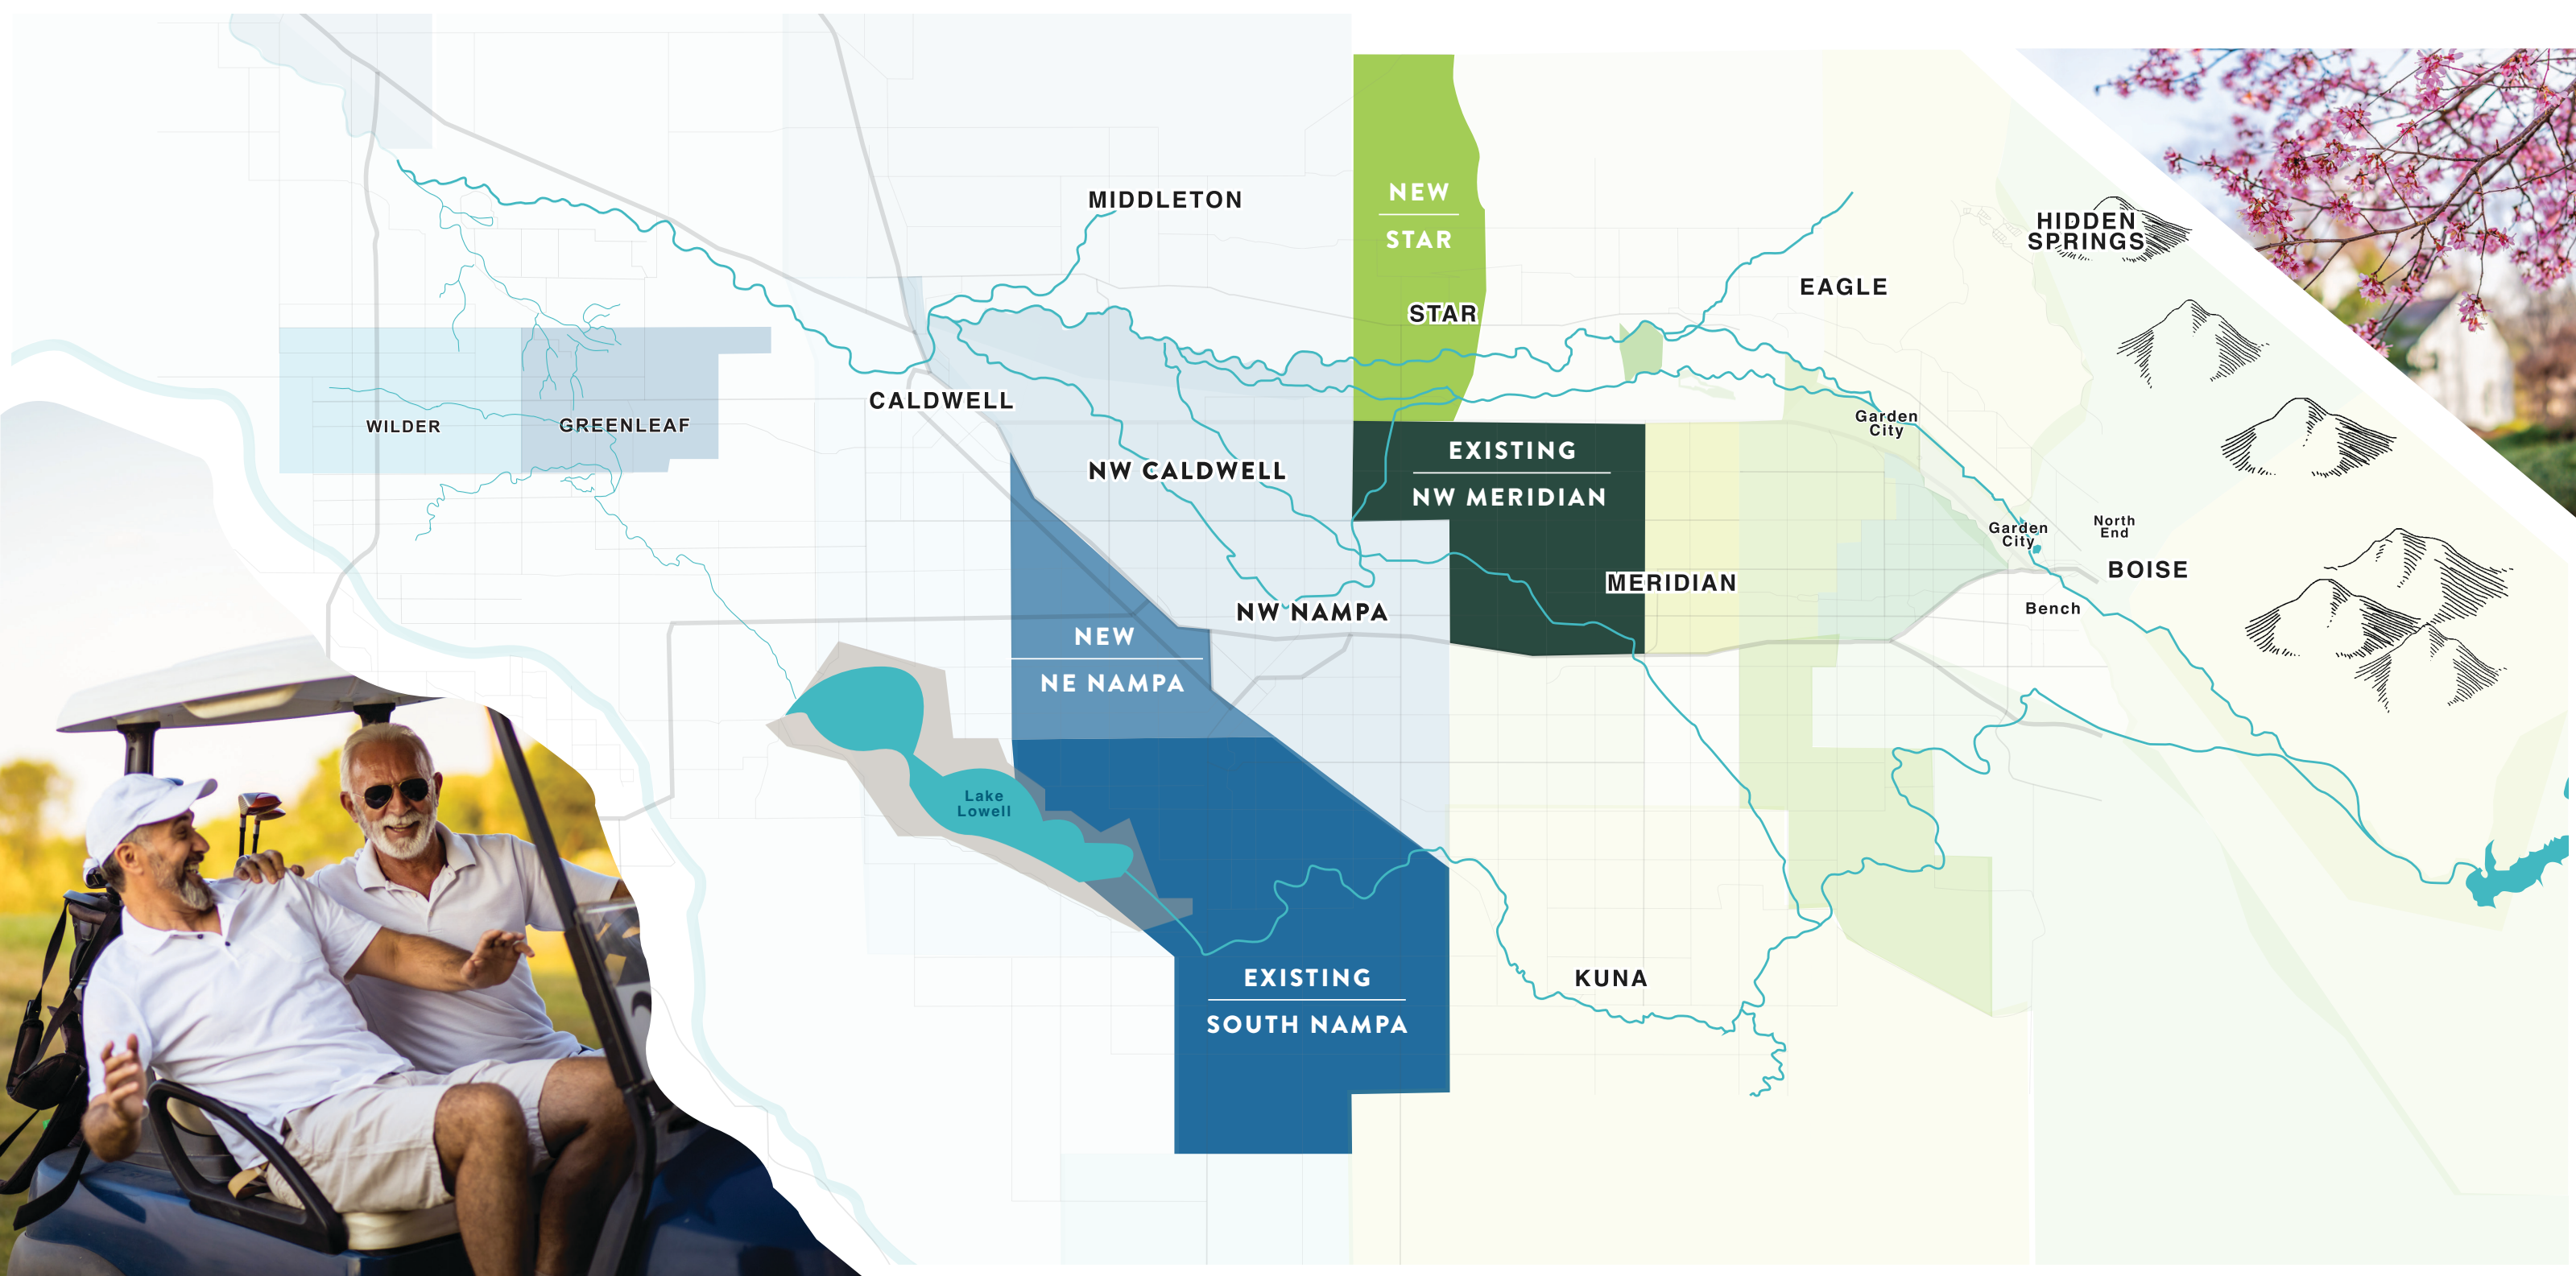 MIDDLETON
NEW
STAR
STAR
EAGLE
HIDDEN
SPRINGS
WILDER
GREENLEAF
CALDWELL
NW CALDWELL
EXISTING
NW MERIDIAN
Garden
City
Garden
City
North
End
BOISE
Bench
MERIDIAN
NW NAMPA
NEW
NE NAMPA
Lake
Lowell
EXISTING
SOUTH NAMPA
KUNA